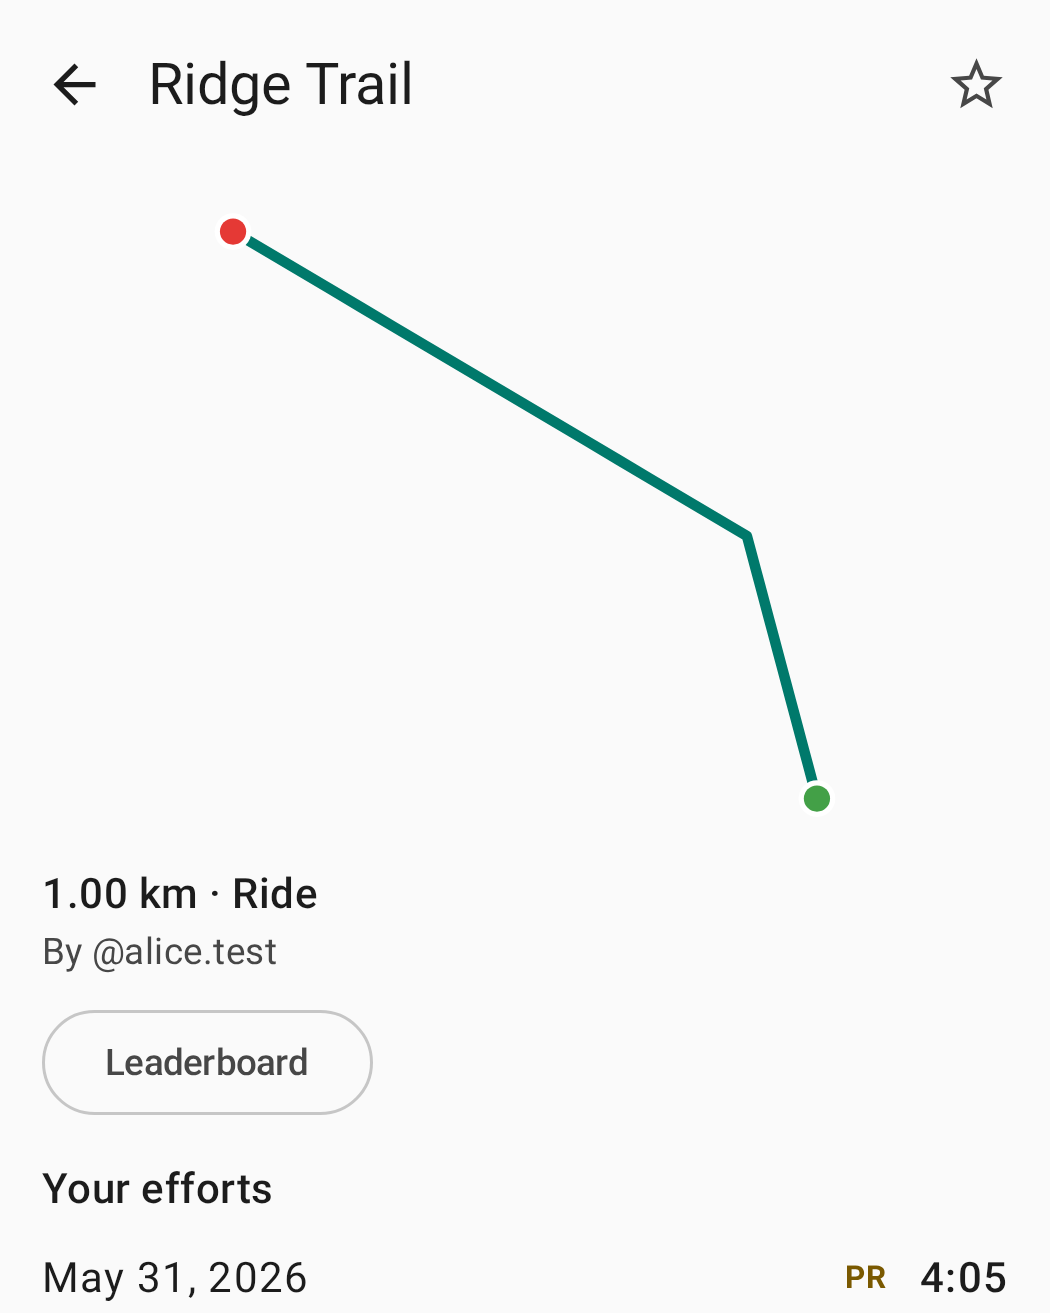 Ridge Trail
1.00 km · Ride
By @alice.test
Leaderboard
Your efforts
May 31, 2026 PR 4:05